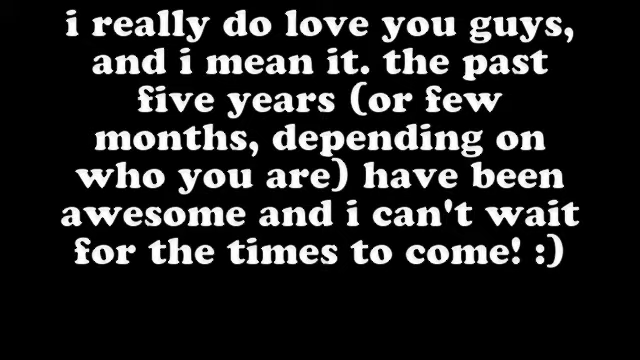 i really do love you guys,
and i mean it. the past
five years (or few
months, depending on
who you are) have been
awesome and i can't wait
for the times to come! :)